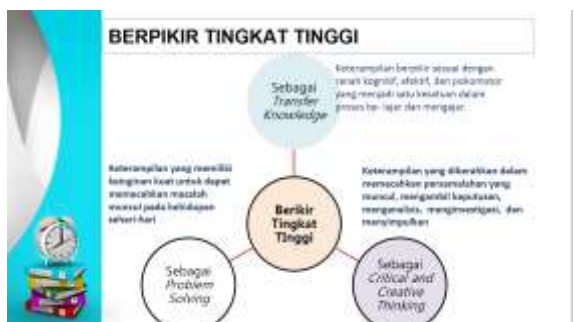 BERPIKIR TINGKAT TINGGI
Sebagai
Transfer
Knowledge
Keterampilan berpikir sesuai dengan
ranah kognitif, afektif, dan psikomotor
yang menjadi satu kesatuan dalam
proses be- lajar dan mengajar.
Keterampilan yang memiliki
keinginan kuat untuk dapat
memecahkan masalah
muncul pada kehidupan
sehari-hari
Keterampilan yang dikerahkan dalam
memecahkan permasalahan yang
muncul, mengambil keputusan,
menganalisis, menginvestigasi, dan
menyimpulkan
Berikir
Tingkat
TInggi
Sebagai
Problem
Solving
Sebagai
Critical and
Creative
Thinking